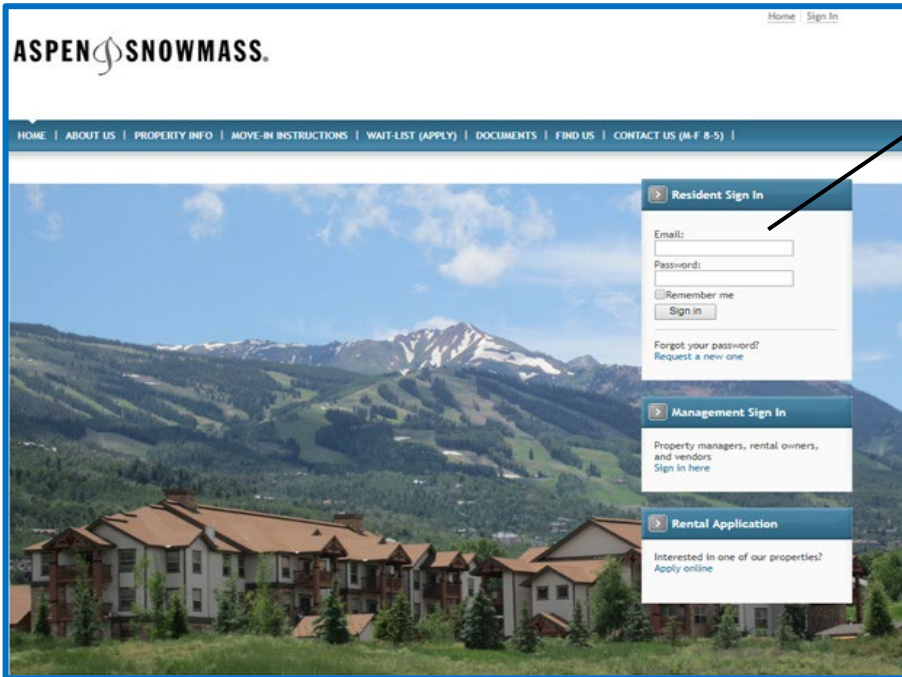 Home | Sign In
ASPEN SNOWMASS.
HOME | ABOUT US | PROPERTY INFO | MOVE-IN INSTRUCTIONS | WAIT-LIST (APPLY) | DOCUMENTS | FIND US | CONTACT US (M-F 8-5) |
Resident Sign In
Email:
Password:
Remember me
Sign in
Forgot your password?
Request a new one
Management Sign In
Property managers, rental owners,
and vendors
Sign in here
Rental Application
Interested in one of our properties?
Apply online